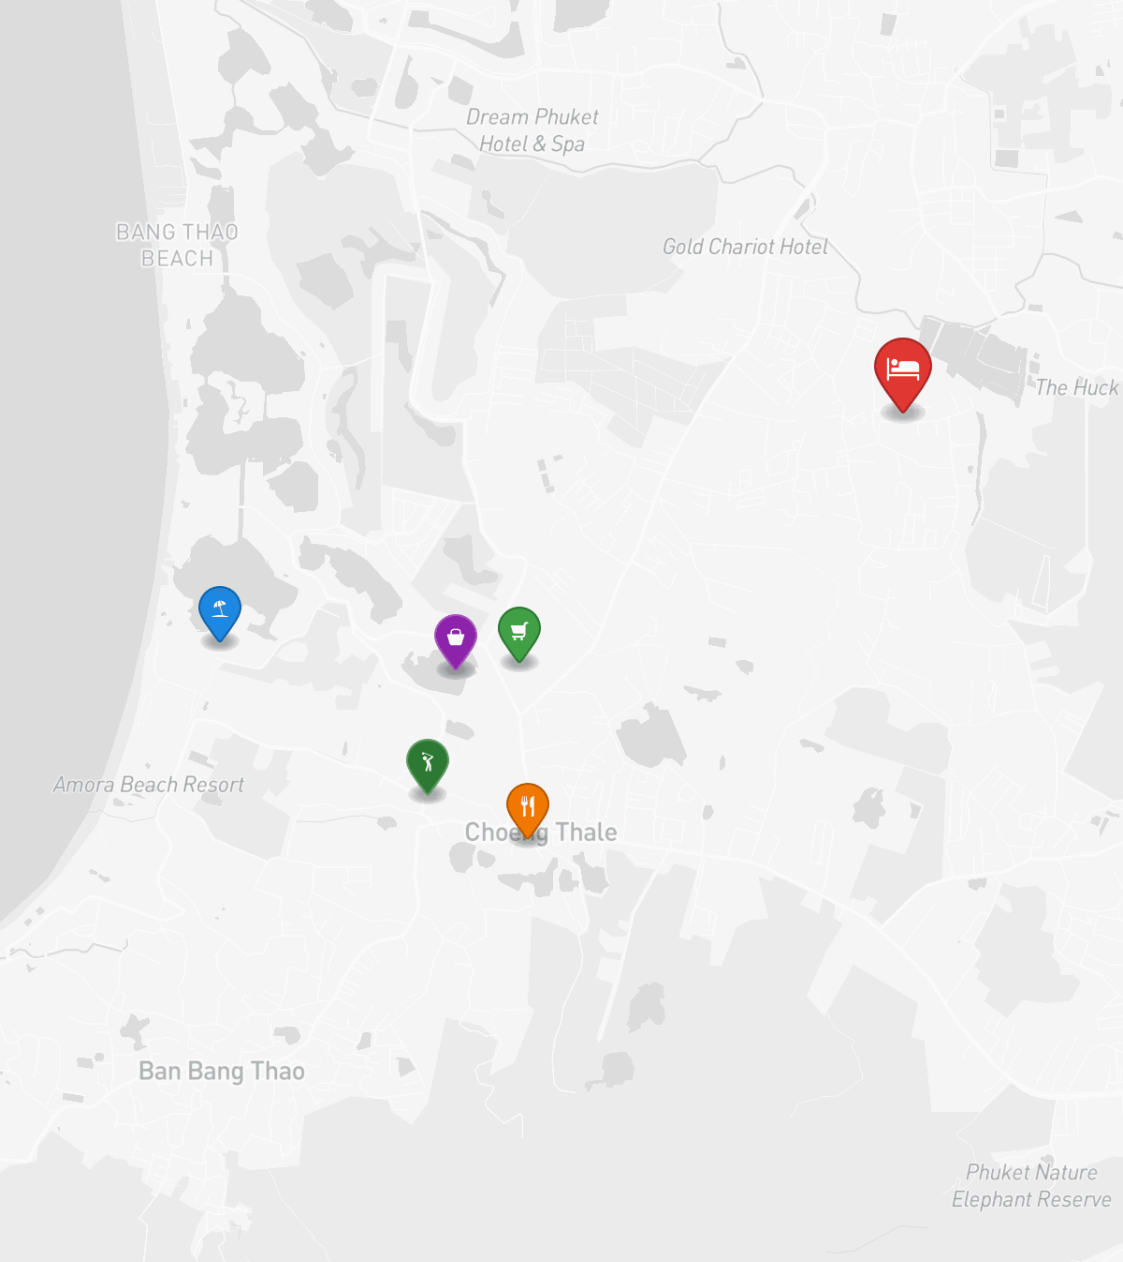 Dream Phuket
Hotel & Spa
BANG THAO
BEACH
Gold Chariot Hotel
The Huck
Amora Beach Resort
Choeng Thale
Ban Bang Thao
Phuket Nature
Elephant Reserve